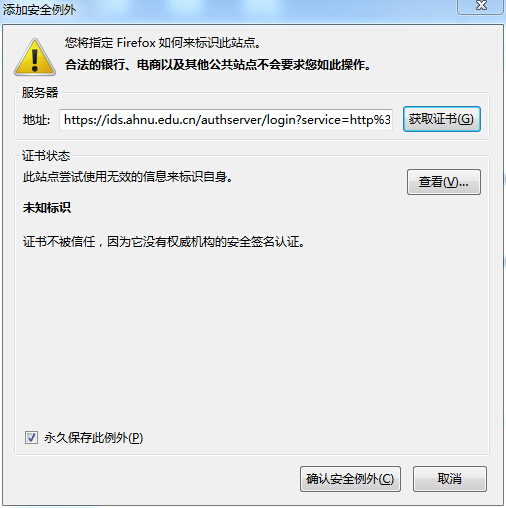 添加安全例外
您将指定 Firefox 如何来标识此站点。
合法的银行、电商以及其他公共站点不会要求您如此操作。
服务器
地址: https://ids.ahnu.edu.cn/authserver/login?service=http%3 获取证书(G)
证书状态
此站点尝试使用无效的信息来标识自身。
查看(V)...
未知标识
证书不被信任，因为它没有权威机构的安全签名认证。
永久保存此例外(P)
确认安全例外(C) 取消